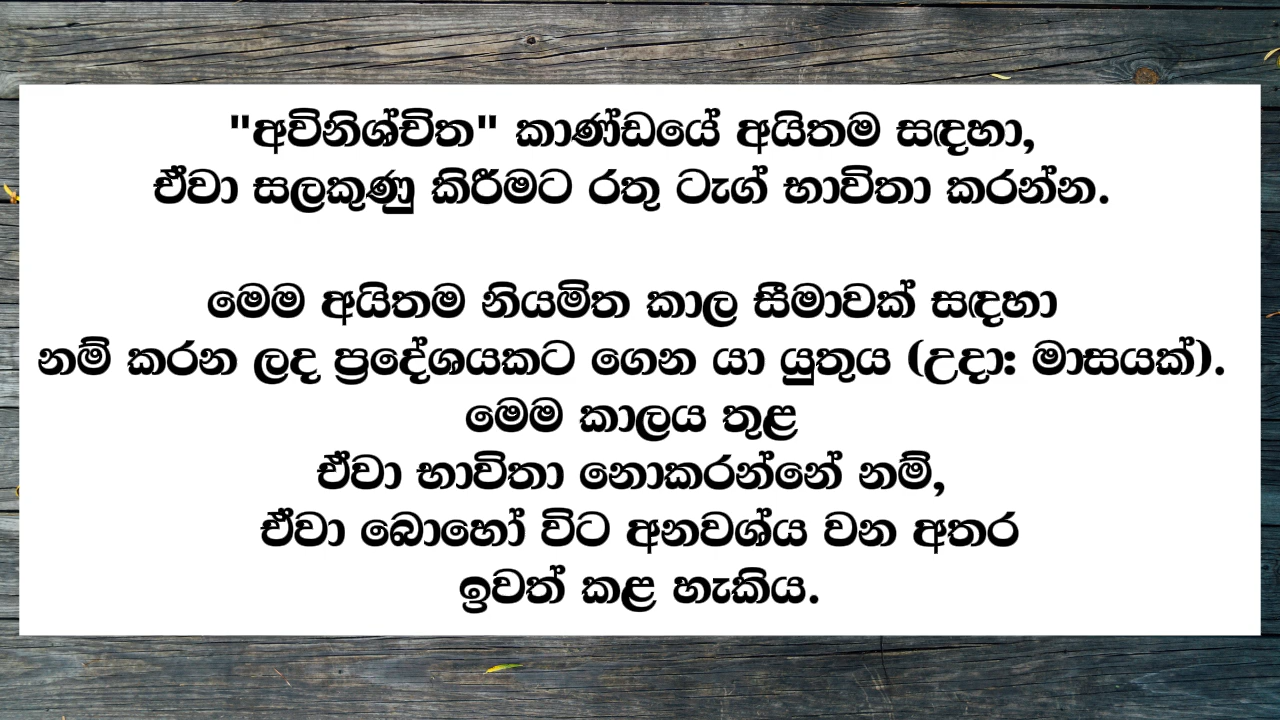 "අවිනිශ්චිත" කාණ්ඩයේ අයිතම සඳහා,
ඒවා සලකුණු කිරීමට රතු ටැග් භාවිතා කරන්න.
මෙම අයිතම නියමිත කාල සීමාවක් සඳහා
නම් කරන ලද ප්‍රදේශයකට ගෙන යා යුතුය (උදා: මාසයක්).
මෙම කාලය තුළ
ඒවා භාවිතා නොකරන්නේ නම්,
ඒවා බොහෝ විට අනවශ්ය වන අතර
ඉවත් කළ හැකිය.